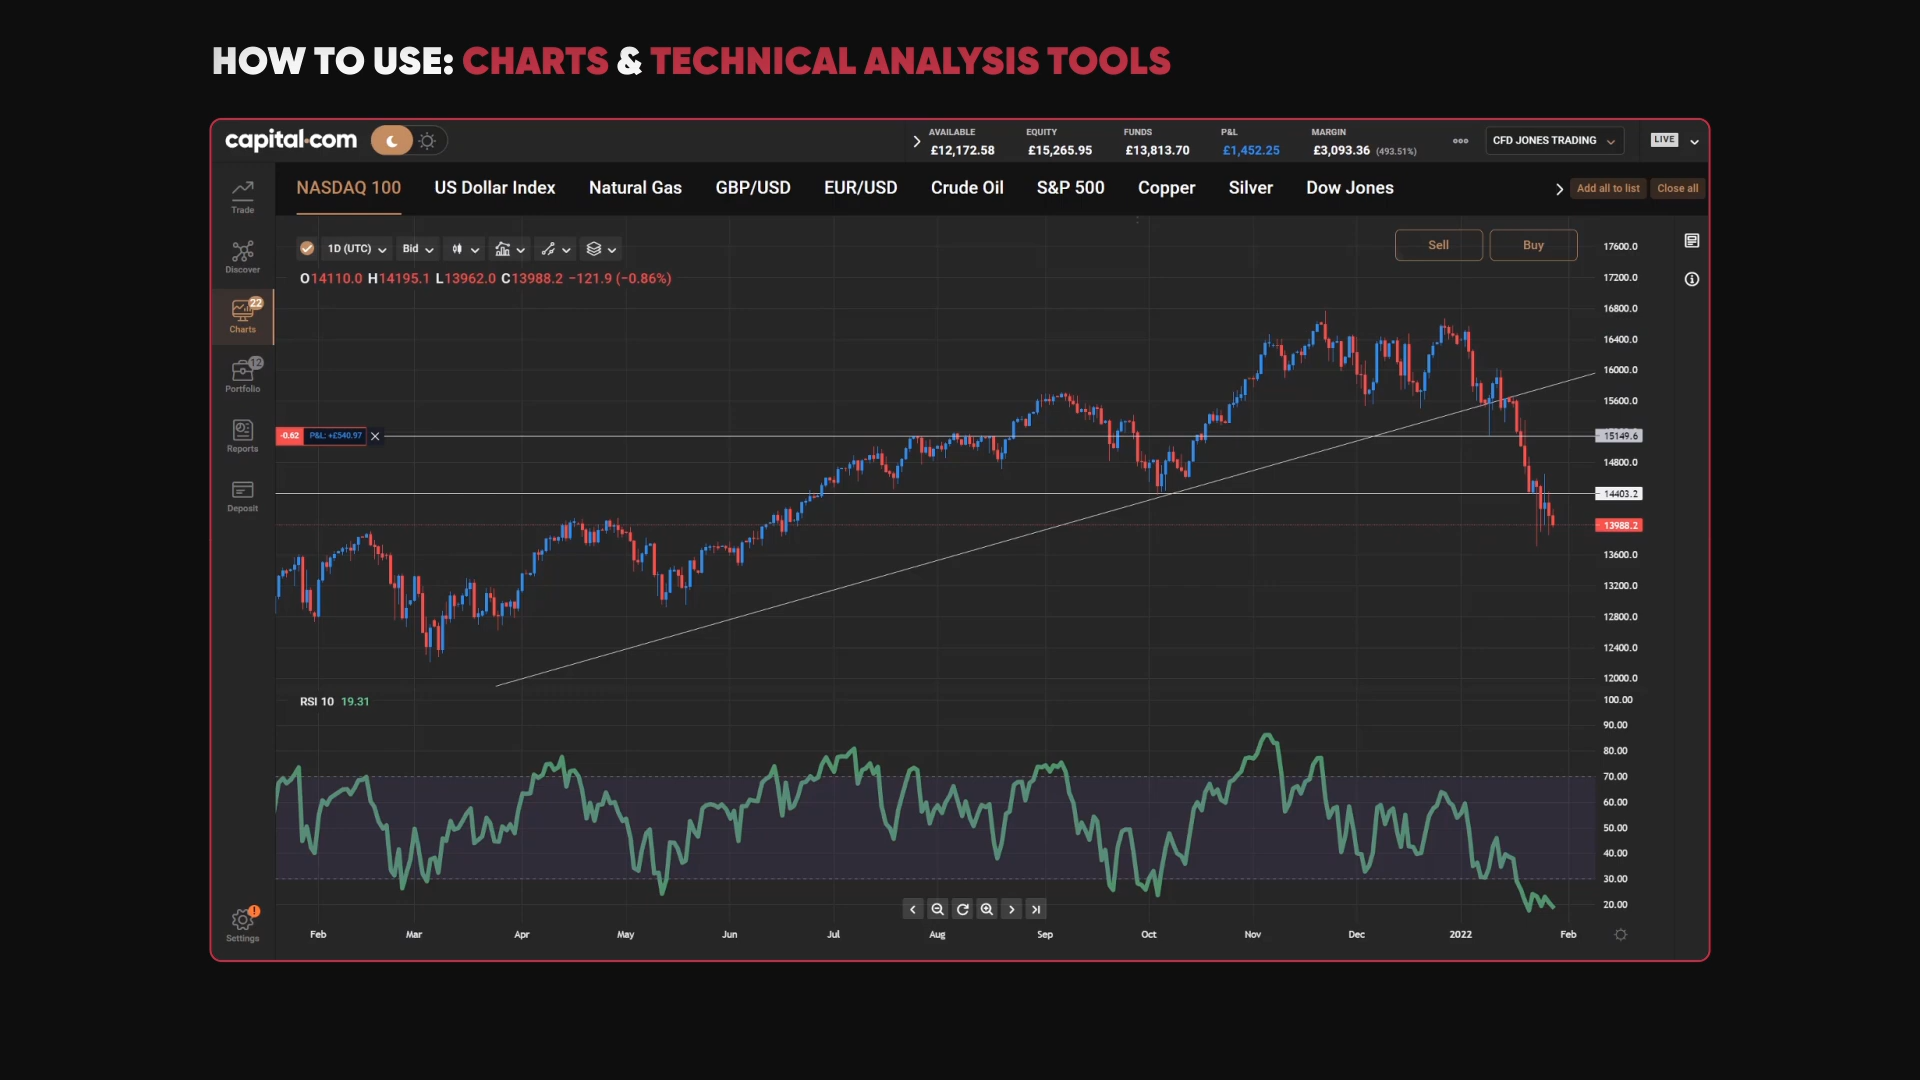 HOW TO USE: CHARTS & TECHNICAL ANALYSIS TOOLS
capital.com
AVAILABLE EQUITY FUNDS P&L MARGIN
£12,172.58 £15,265.95 £13,813.70 £1,452.25 £3,093.36 (493.51%)
CFD JONES TRADING
LIVE
NASDAQ 100 US Dollar Index Natural Gas GBP/USD EUR/USD Crude Oil S&P 500 Copper Silver Dow Jones
Add all to list Close all
Trade
Discover
22
Charts
12
Portfolio
Reports
Deposit
!
Settings
1D (UTC) Bid
Sell Buy
O14110.0 H14195.1 L13962.0 C13988.2 −121.9 (−0.86%)
-0.62 P&L: +£540.97
17600.0
17200.0
16800.0
16400.0
16000.0
15600.0
15149.6
14800.0
14403.2
13988.2
13600.0
13200.0
12800.0
12400.0
12000.0
RSI 10 19.31
100.00
90.00
80.00
70.00
60.00
50.00
40.00
30.00
20.00
Feb Mar Apr May Jun Jul Aug Sep Oct Nov Dec 2022 Feb